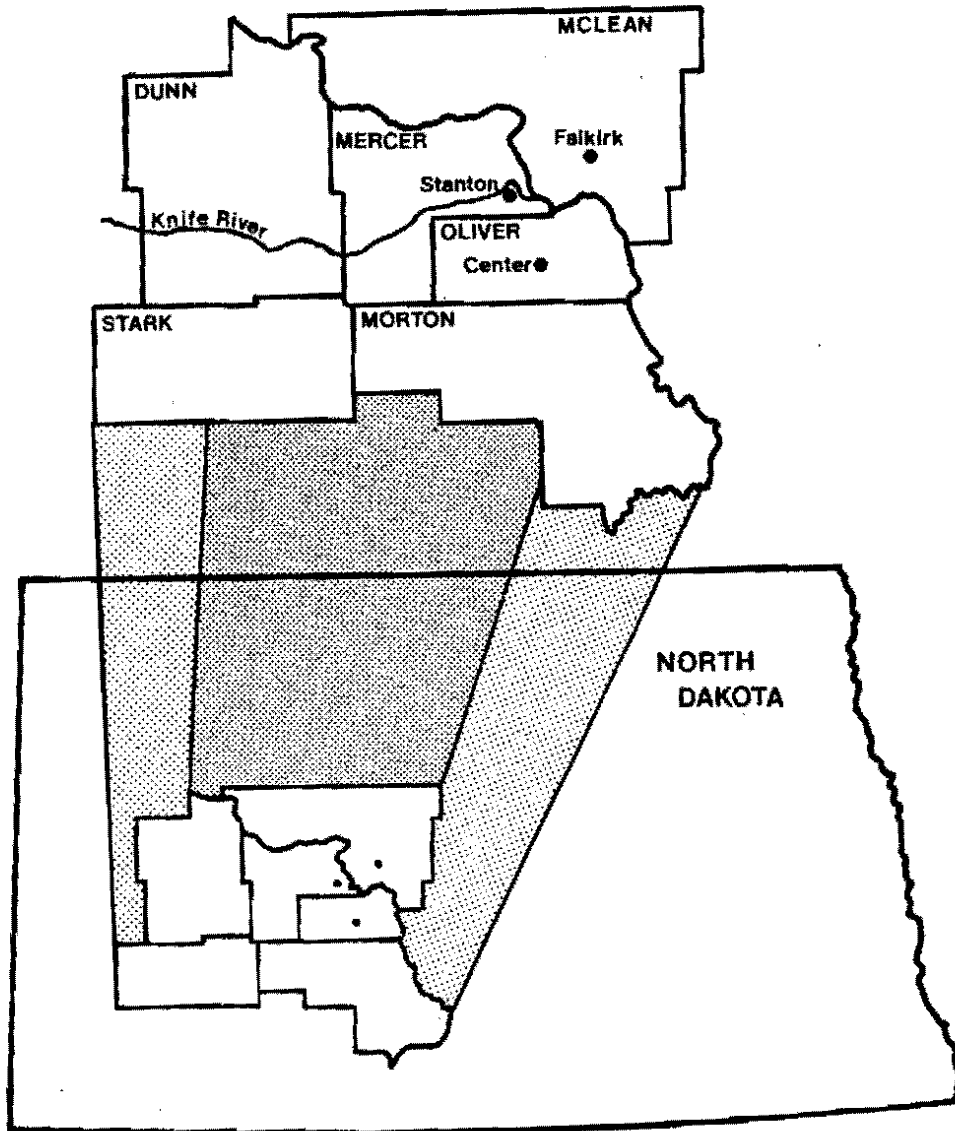 MCLEAN
DUNN
MERCER
Falkirk
Stanton
Knife River
OLIVER
Center
STARK
MORTON
NORTH
DAKOTA